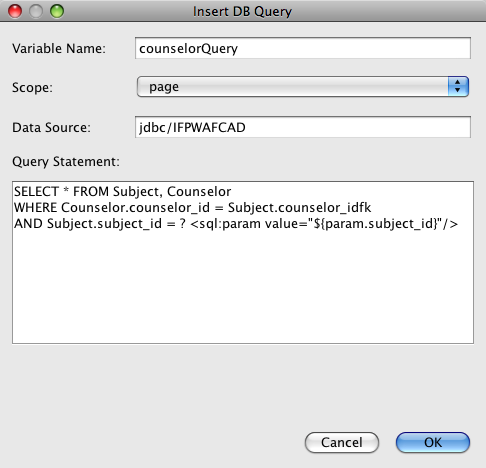 Insert DB Query
Variable Name: counselorQuery
Scope: page
Data Source: jdbc/IFPWAFCAD
Query Statement:
SELECT * FROM Subject, Counselor
WHERE Counselor.counselor_id = Subject.counselor_idfk
AND Subject.subject_id = ? <sql:param value="${param.subject_id}"/>
Cancel OK